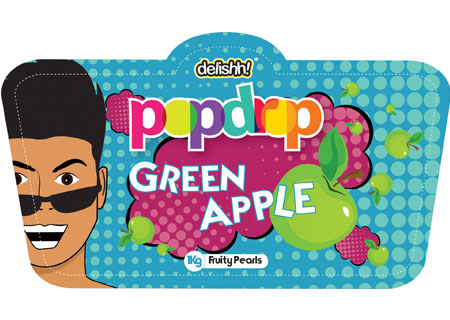 delishh!
popdrop
GREEN
APPLE
1Kg Fruity Pearls